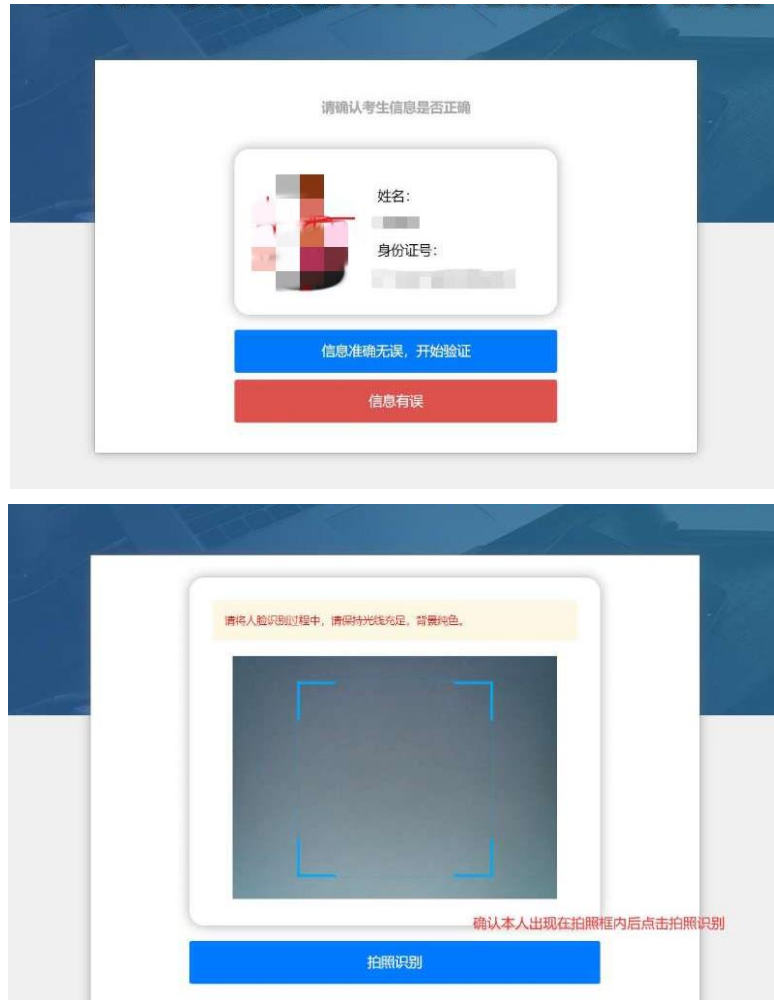 请确认考生信息是否正确
姓名：
身份证号：
信息准确无误，开始验证
信息有误
请将人脸识别过程中，请保持光线充足，背景纯色。
确认本人出现在拍照框内后点击拍照识别
拍照识别